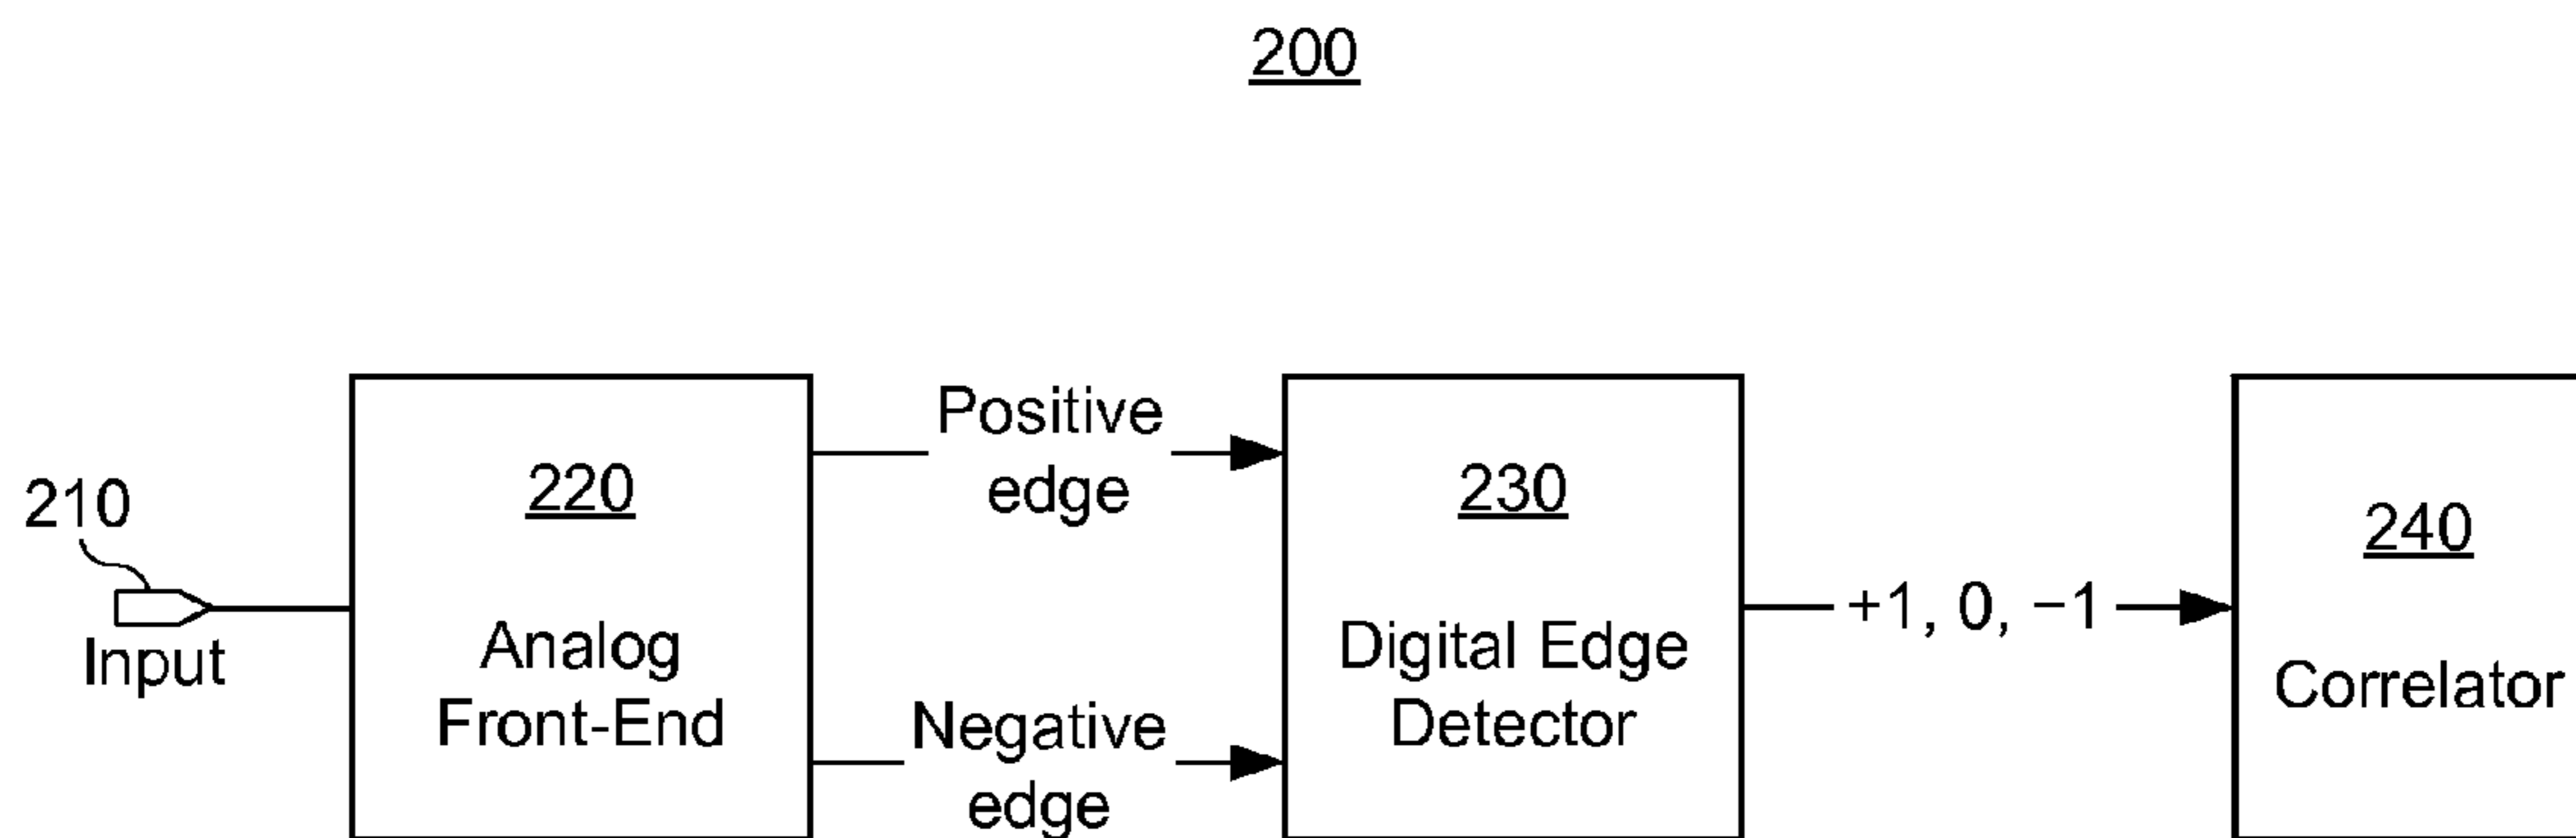 200
210
Input
220
Analog
Front-End
Positive
edge
Negative
edge
230
Digital Edge
Detector
+1, 0, −1
240
Correlator